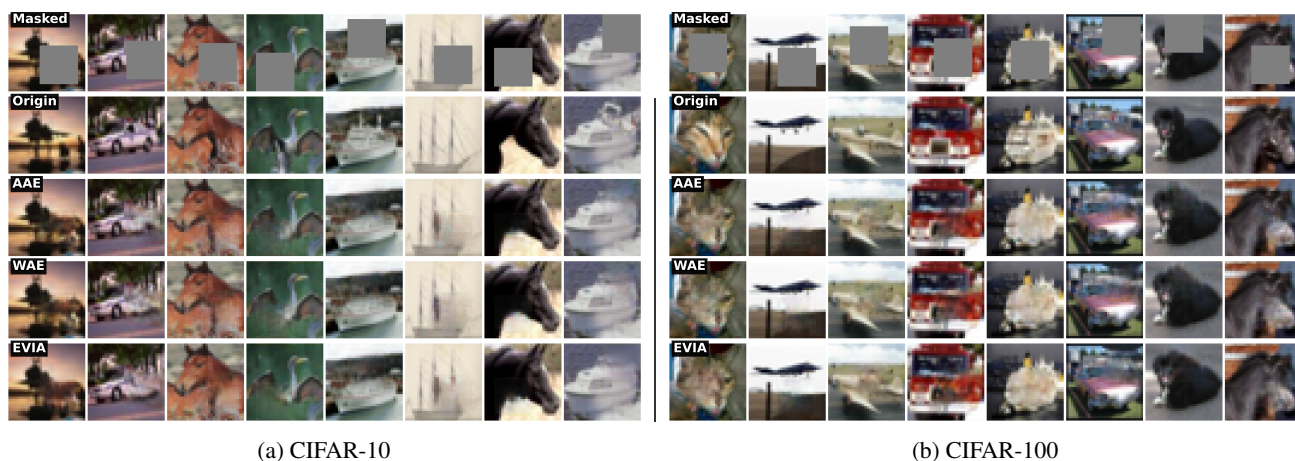 Masked
Origin
AAE
WAE
EVIA
(a) CIFAR-10
Masked
Origin
AAE
WAE
EVIA
(b) CIFAR-100